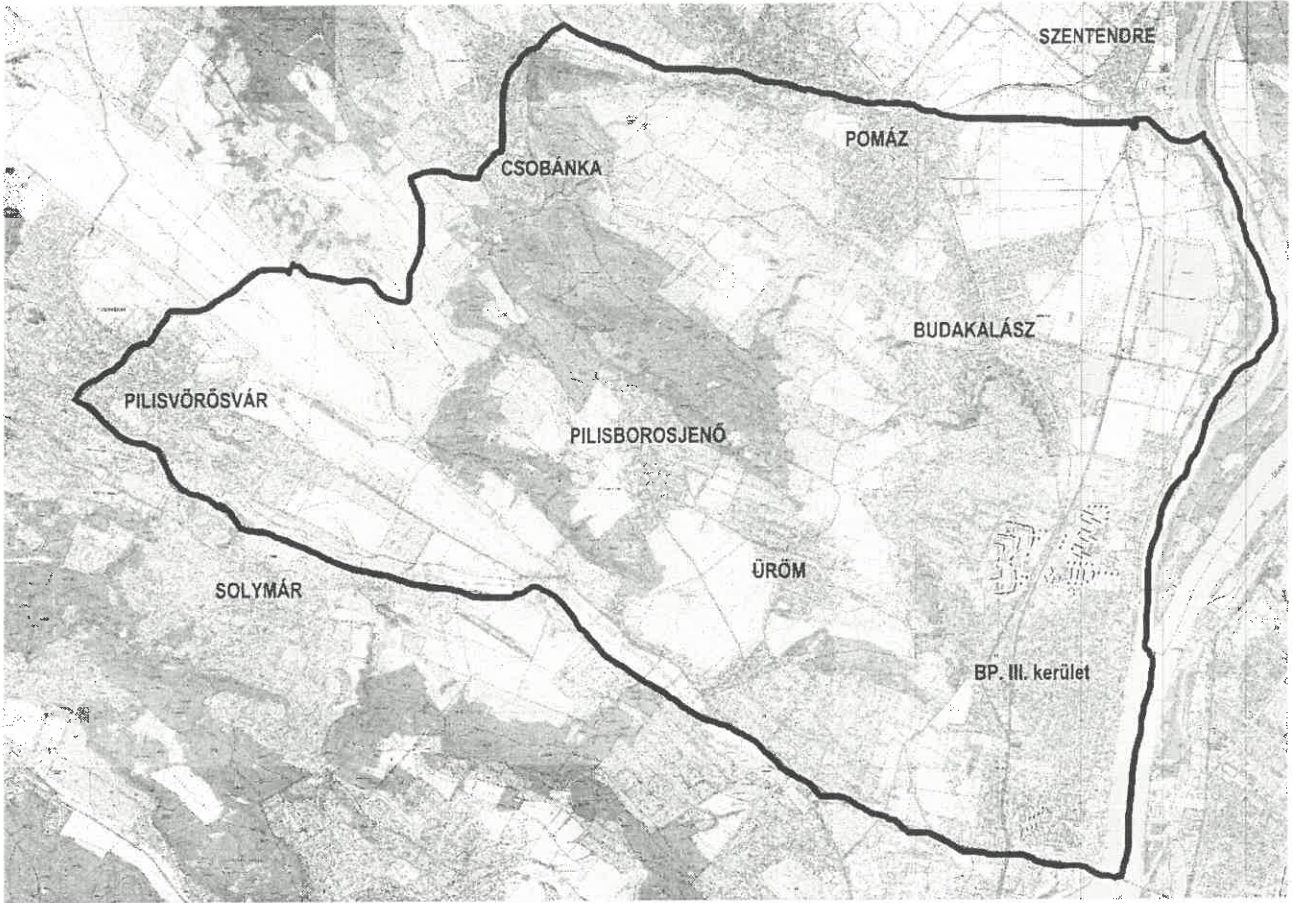 SZENTENDRE
POMÁZ
CSOBÁNKA
BUDAKALÁSZ
PILISVÖRÖSVÁR
PILISBOROSJENŐ
ÜRÖM
SOLYMÁR
BP. III. kerület